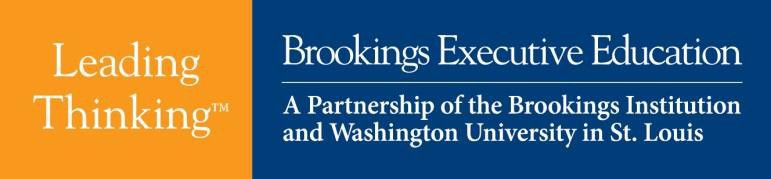 Leading
Thinking™
Brookings Executive Education
A Partnership of the Brookings Institution
and Washington University in St. Louis